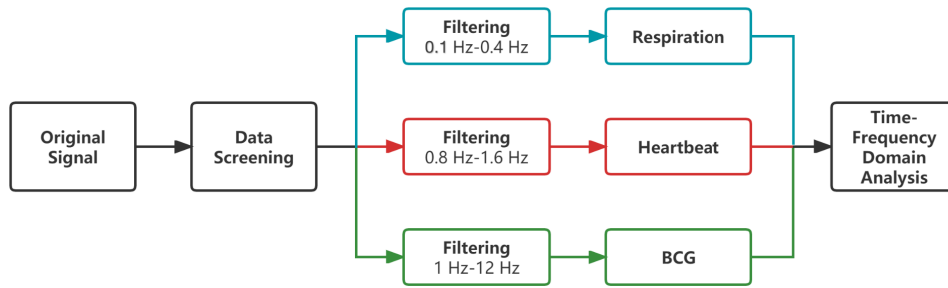 Original
Signal
Data
Screening
Filtering
0.1 Hz-0.4 Hz
Respiration
Filtering
0.8 Hz-1.6 Hz
Heartbeat
Filtering
1 Hz-12 Hz
BCG
Time-
Frequency
Domain
Analysis